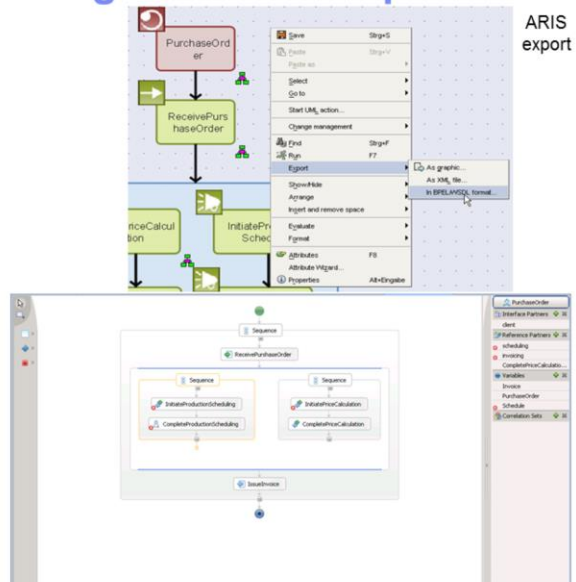 ARIS
export
PurchaseOrd
er
ReceivePurs
haseOrder
riceCalcul
tion
InitiatePr
Sched
Save Strg+S
Paste Strg+V
Paste as
Select
Go to
Start UML action...
Change management
Find Strg+F
Run F7
Export
Show/Hide
Arrange
Insert and remove space
Evaluate
Format
Attributes F8
Attribute Wizard...
Properties Alt+Eingabe
As graphic...
As XML file...
In BPEL/WSDL format...
Sequence
ReceivePurchaseOrder
Sequence
Sequence
InitiateProductionScheduling
InitiatePriceCalculation
CompleteProductionScheduling
CompletePriceCalculation
IssueInvoice
PurchaseOrder
Interface Partners
client
Reference Partners
scheduling
invoicing
CompletePriceCalculatio...
Variables
Invoice
PurchaseOrder
Schedule
Correlation Sets